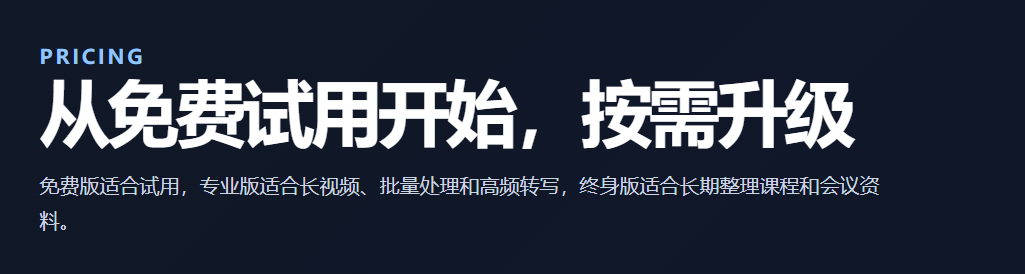 PRICING
从免费试用开始，按需升级
免费版适合试用，专业版适合长视频、批量处理和高频转写，终身版适合长期整理课程和会议资
料。